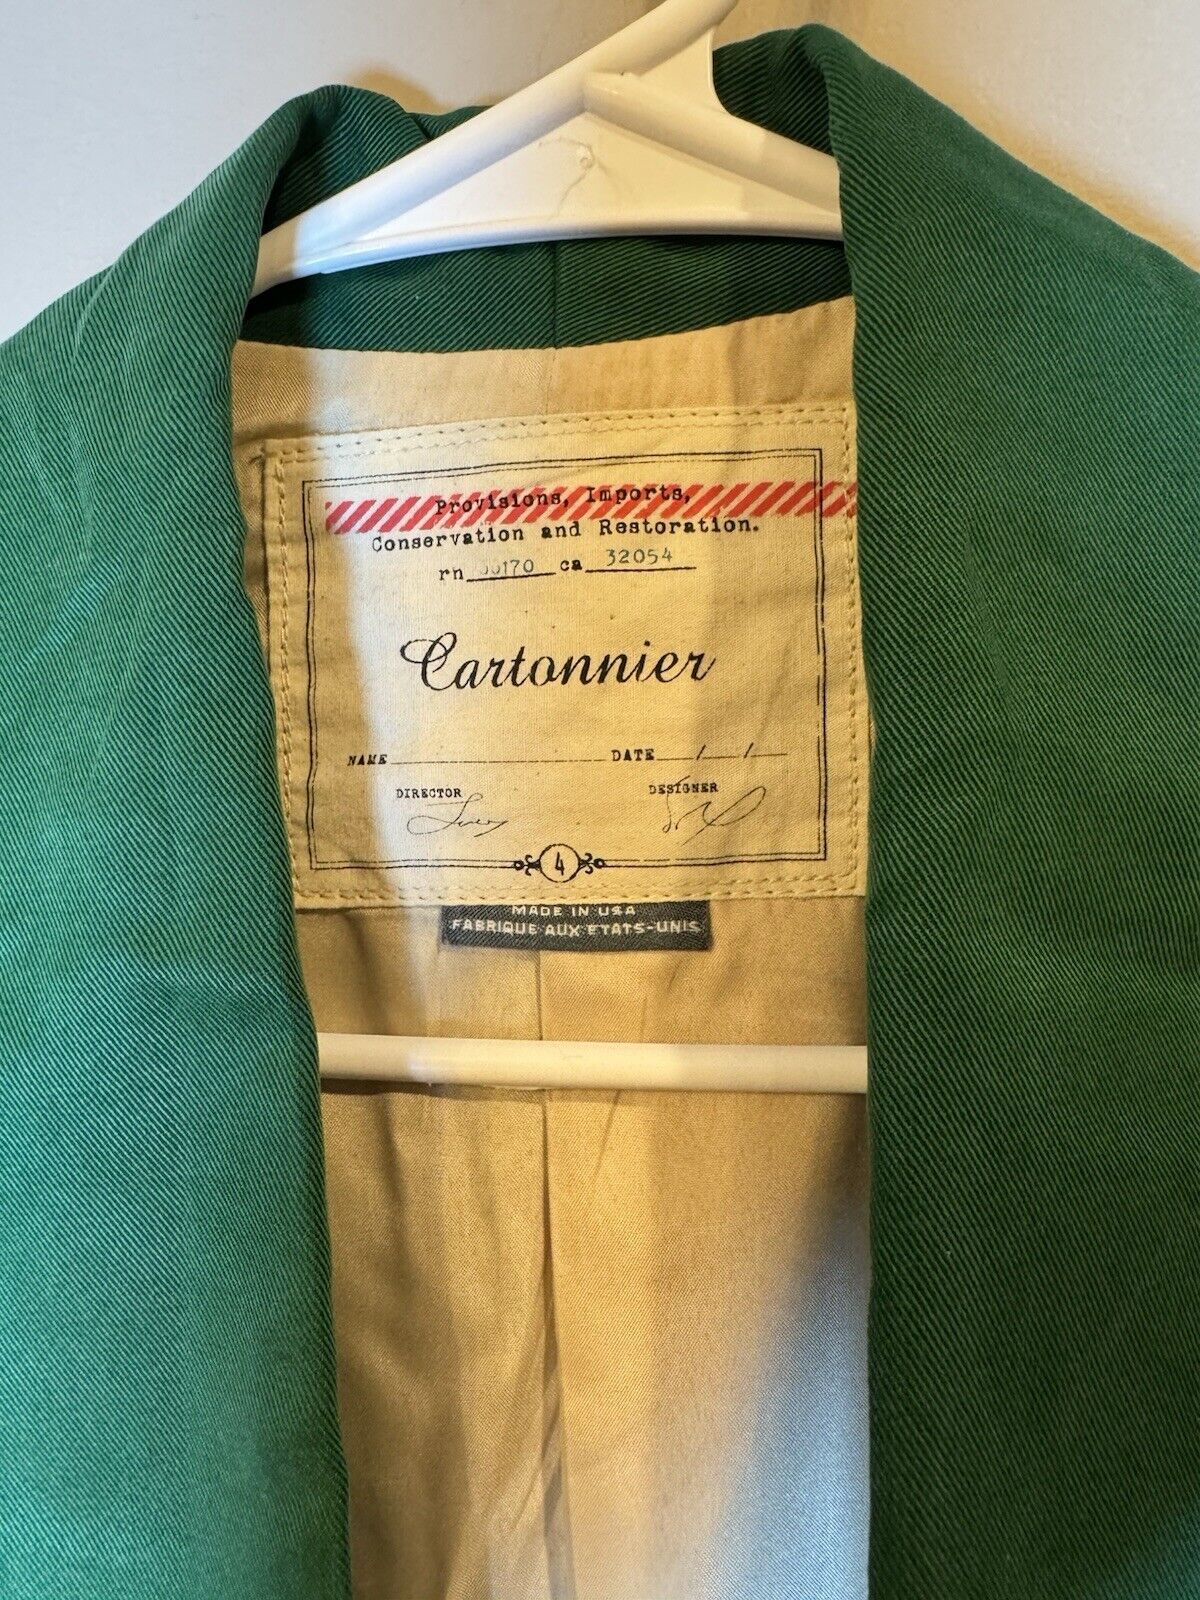 Provisions, Imports,
Conservation and Restoration.
rn ca 32054
Cartonnier
NAME DATE / /
DIRECTOR DESIGNER
4
MADE IN USA
FABRIQUE AUX ETATS-UNIS